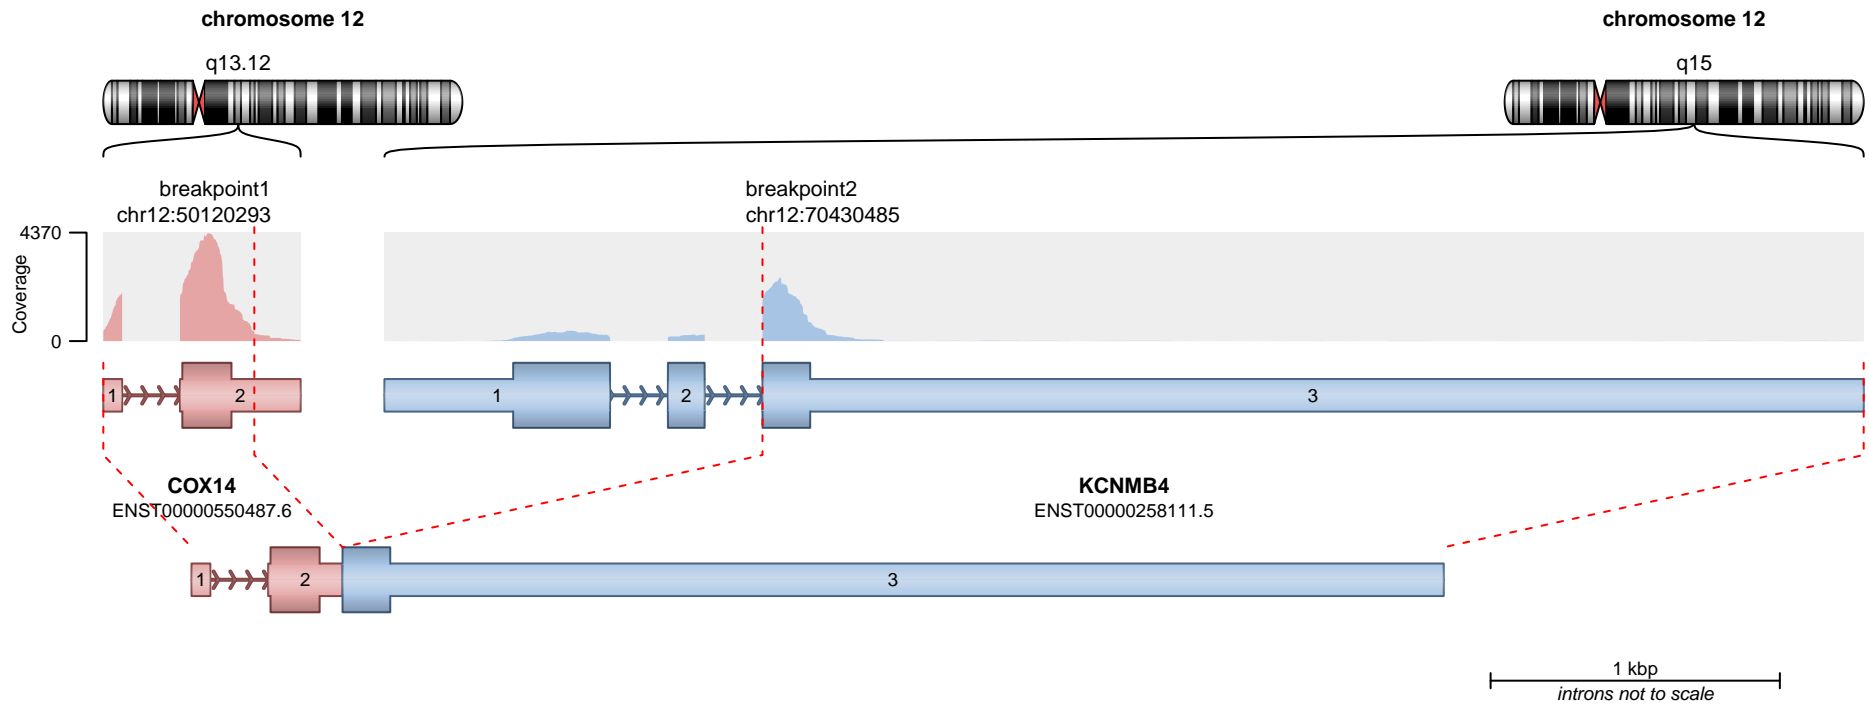 chromosome 12
chromosome 12
q13.12
q15
breakpoint1
chr12:50120293
breakpoint2
chr12:70430485
4370
Coverage
0
1
2
1
2
3
COX14
ENST00000550487.6
KCNMB4
ENST00000258111.5
1
2
3
1 kbp
introns not to scale